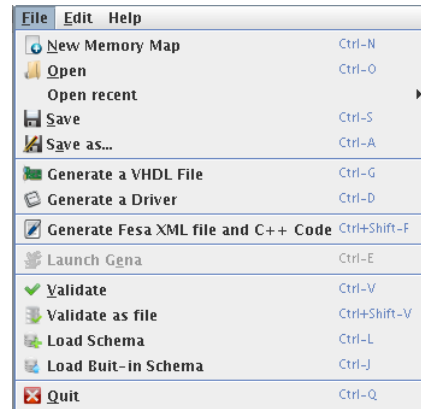 File Edit Help
New Memory Map Ctrl-N
Open Ctrl-O
Open recent
Save Ctrl-S
Save as... Ctrl-A
Generate a VHDL File Ctrl-G
Generate a Driver Ctrl-D
Generate Fesa XML file and C++ Code Ctrl+Shift-F
Launch Gena Ctrl-E
Validate Ctrl-V
Validate as file Ctrl+Shift-V
Load Schema Ctrl-L
Load Buit-in Schema Ctrl-J
Quit Ctrl-Q